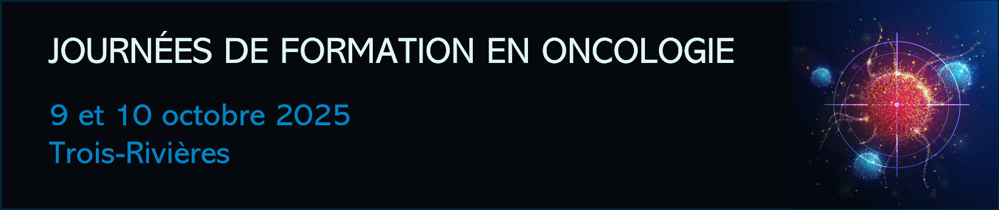 JOURNÉES DE FORMATION EN ONCOLOGIE
9 et 10 octobre 2025
Trois-Rivières